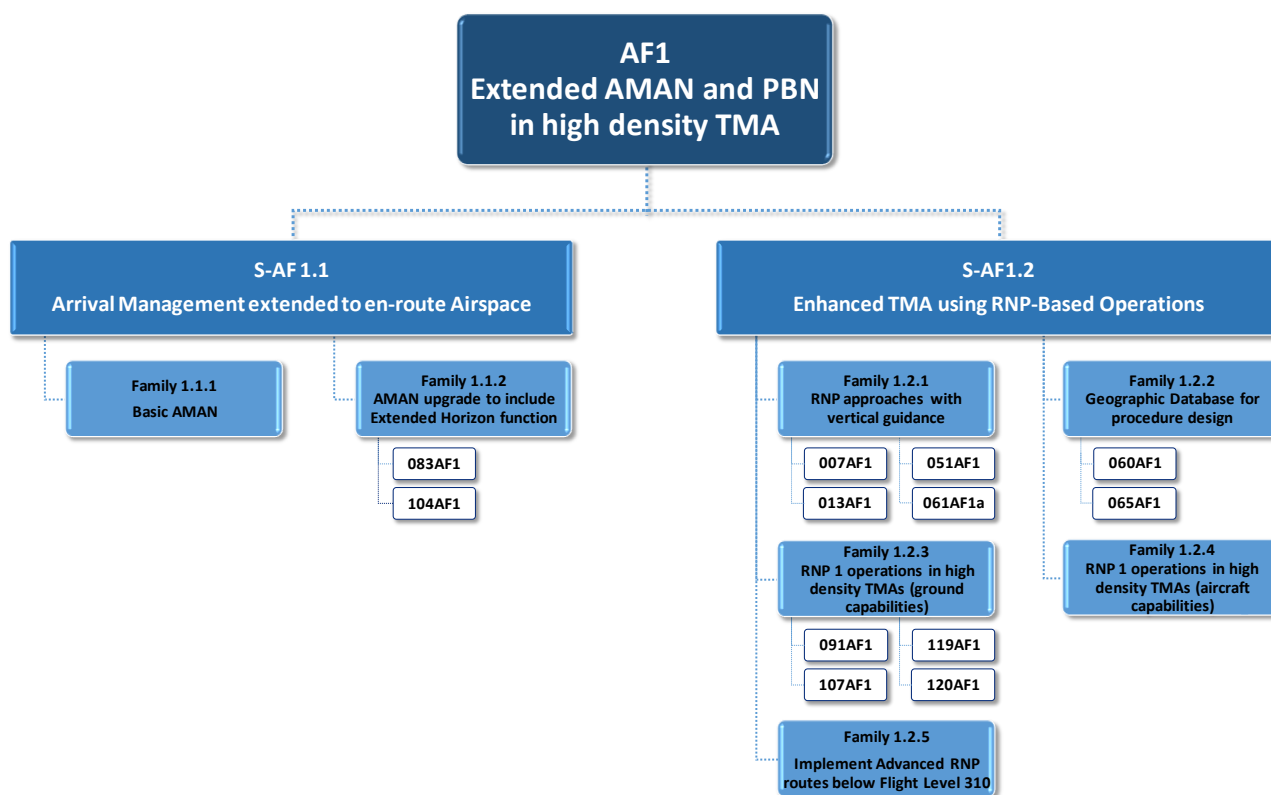 AF1
Extended AMAN and PBN
in high density TMA
S-AF 1.1
Arrival Management extended to en-route Airspace
S-AF1.2
Enhanced TMA using RNP-Based Operations
Family 1.1.1
Basic AMAN
Family 1.1.2
AMAN upgrade to include
Extended Horizon function
083AF1
104AF1
Family 1.2.1
RNP approaches with
vertical guidance
007AF1
051AF1
013AF1
061AF1a
Family 1.2.2
Geographic Database for
procedure design
060AF1
065AF1
Family 1.2.3
RNP 1 operations in high
density TMAs (ground
capabilities)
091AF1
119AF1
107AF1
120AF1
Family 1.2.4
RNP 1 operations in high
density TMAs (aircraft
capabilities)
Family 1.2.5
Implement Advanced RNP
routes below Flight Level 310